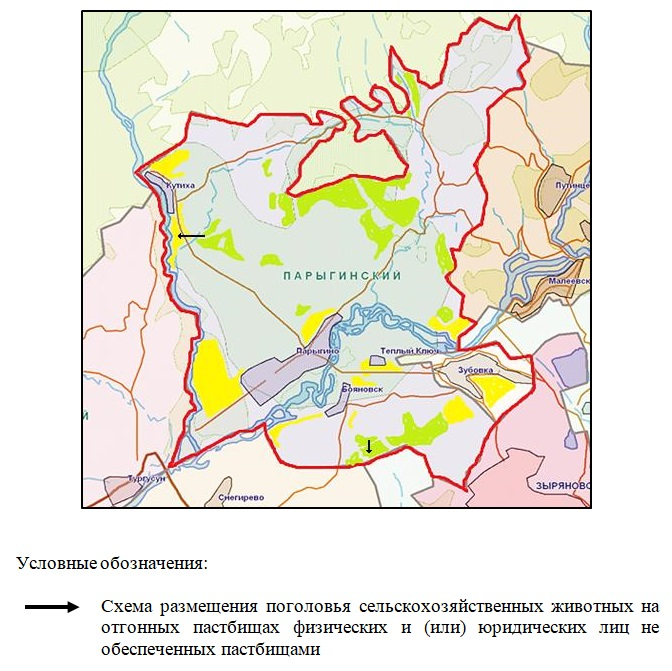 Кутиха
Путинце
ПАРЫГИНСКИЙ
Малеевск
Парыгино
Теплый Ключ
Зубовка
Бояновск
Й
Тургусун
Снегирево
ЗЫРЯНОВС
Условные обозначения:
Схема размещения поголовья сельскохозяйственных животных на
отгонных пастбищах физических и (или) юридических лиц не
обеспеченных пастбищами